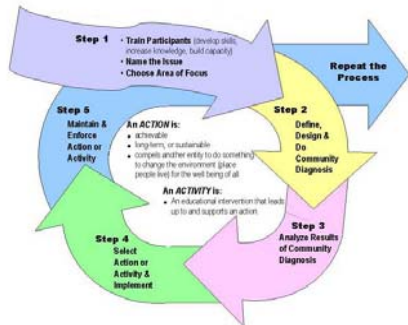 Step 1
• Train Participants (develop skills,
increase knowledge, build capacity)
• Name the Issue
• Choose Area of Focus
Repeat the
Process
Step 2
Define,
Design &
Do
Community
Diagnosis
Step 3
Analyze Results
of Community
Diagnosis
Step 4
Select
Action or
Activity &
Implement
Step 5
Maintain &
Enforce
Action or
Activity
An ACTION is:
• achievable
• long-term, or sustainable
• compels another entity to do something
to change the environment (place
people live) for the well being of all
An ACTIVITY is:
• An educational intervention that leads
up to and supports an action